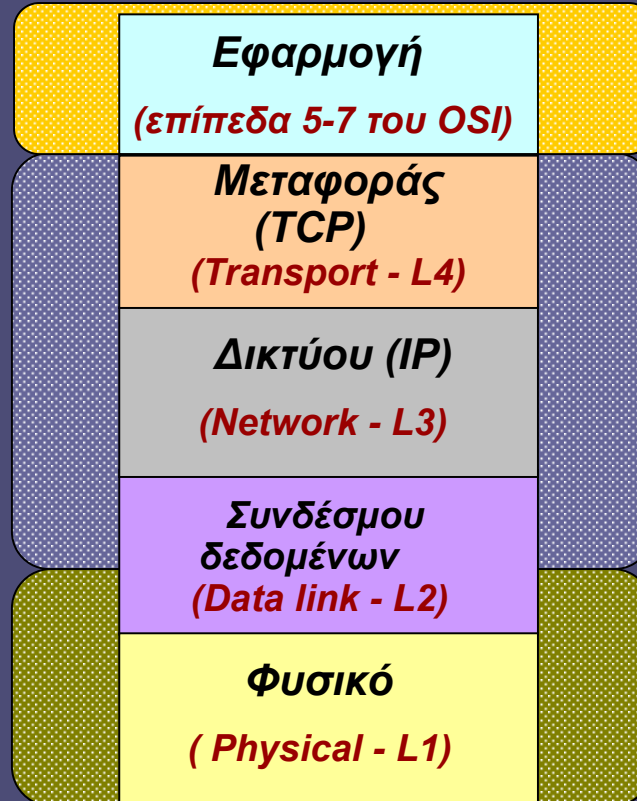 Εφαρμογή
(επίπεδα 5-7 του OSI)
Μεταφοράς
(TCP)
(Transport - L4)
Δικτύου (IP)
(Network - L3)
Συνδέσμου
δεδομένων
(Data link - L2)
Φυσικό
( Physical - L1)